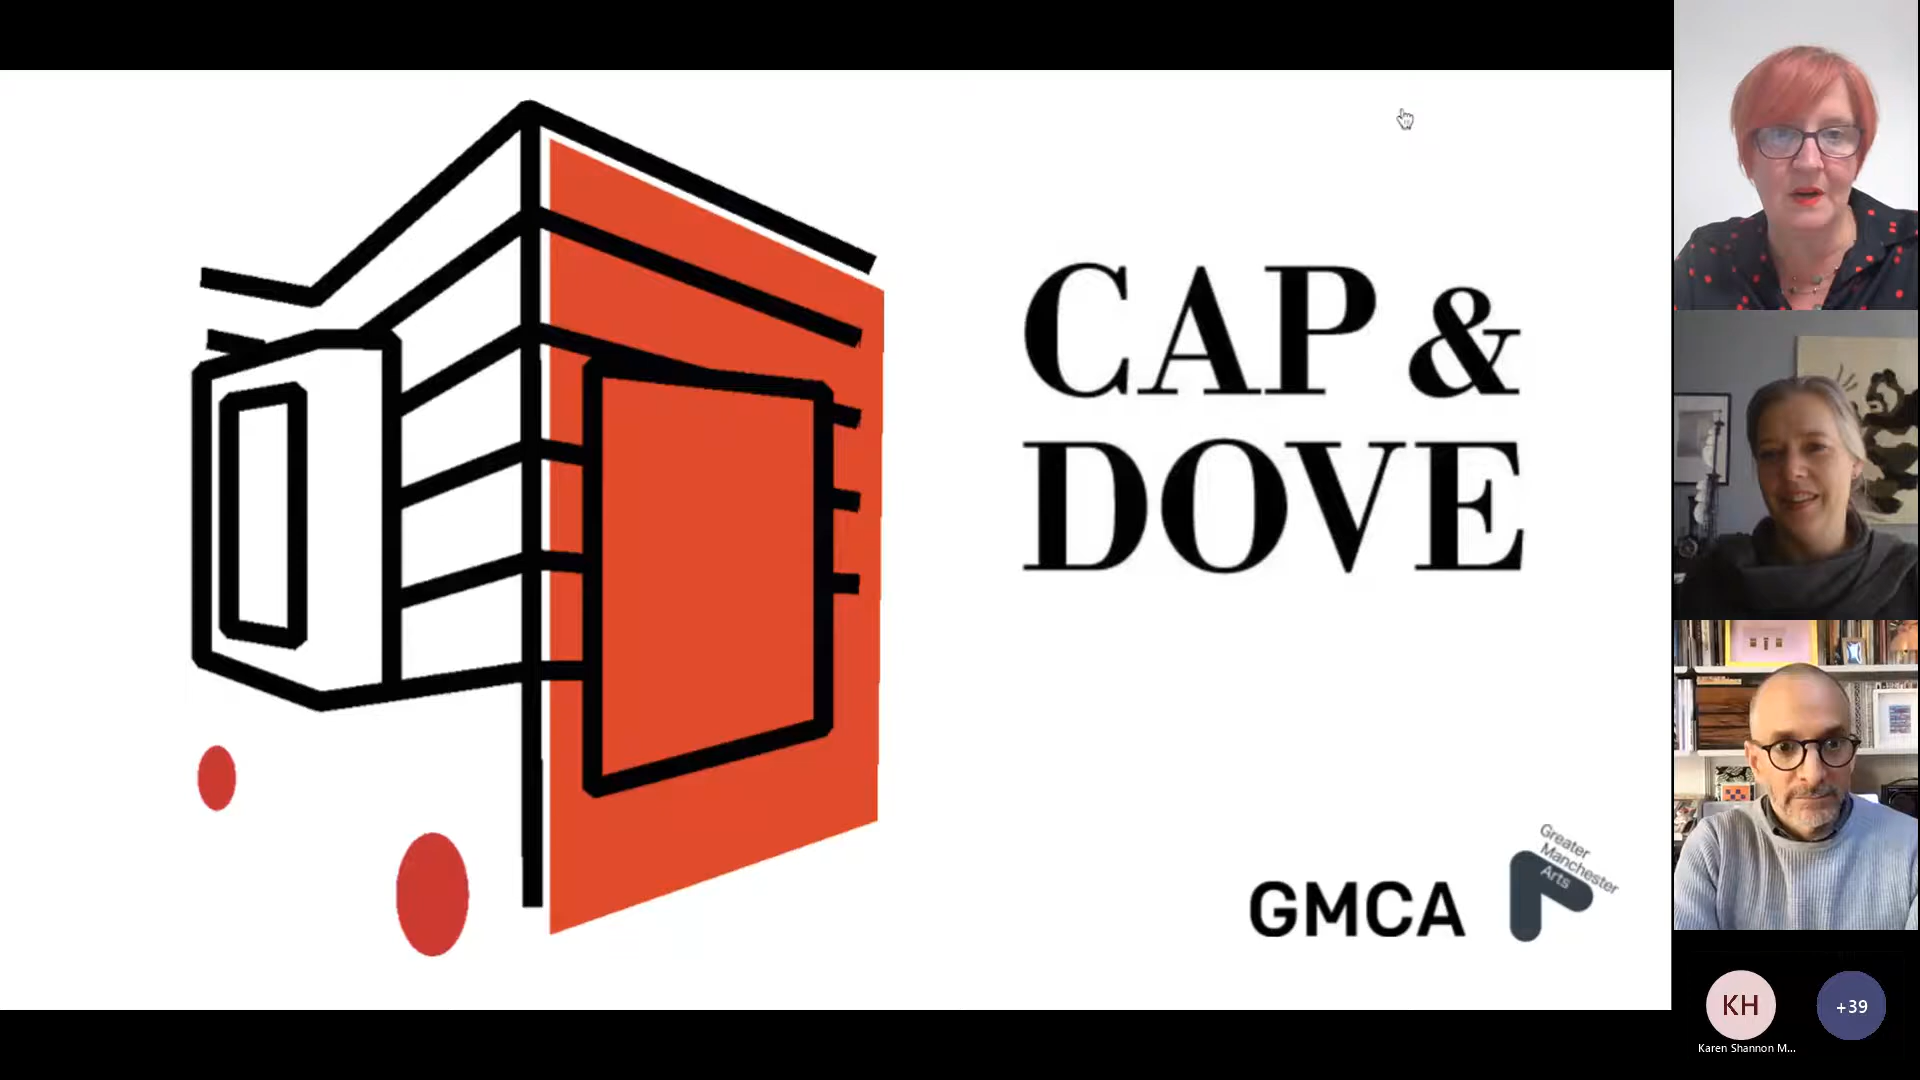 CAP &
DOVE
GMCA
Greater
Manchester
Arts
KH
+39
Karen Shannon M...